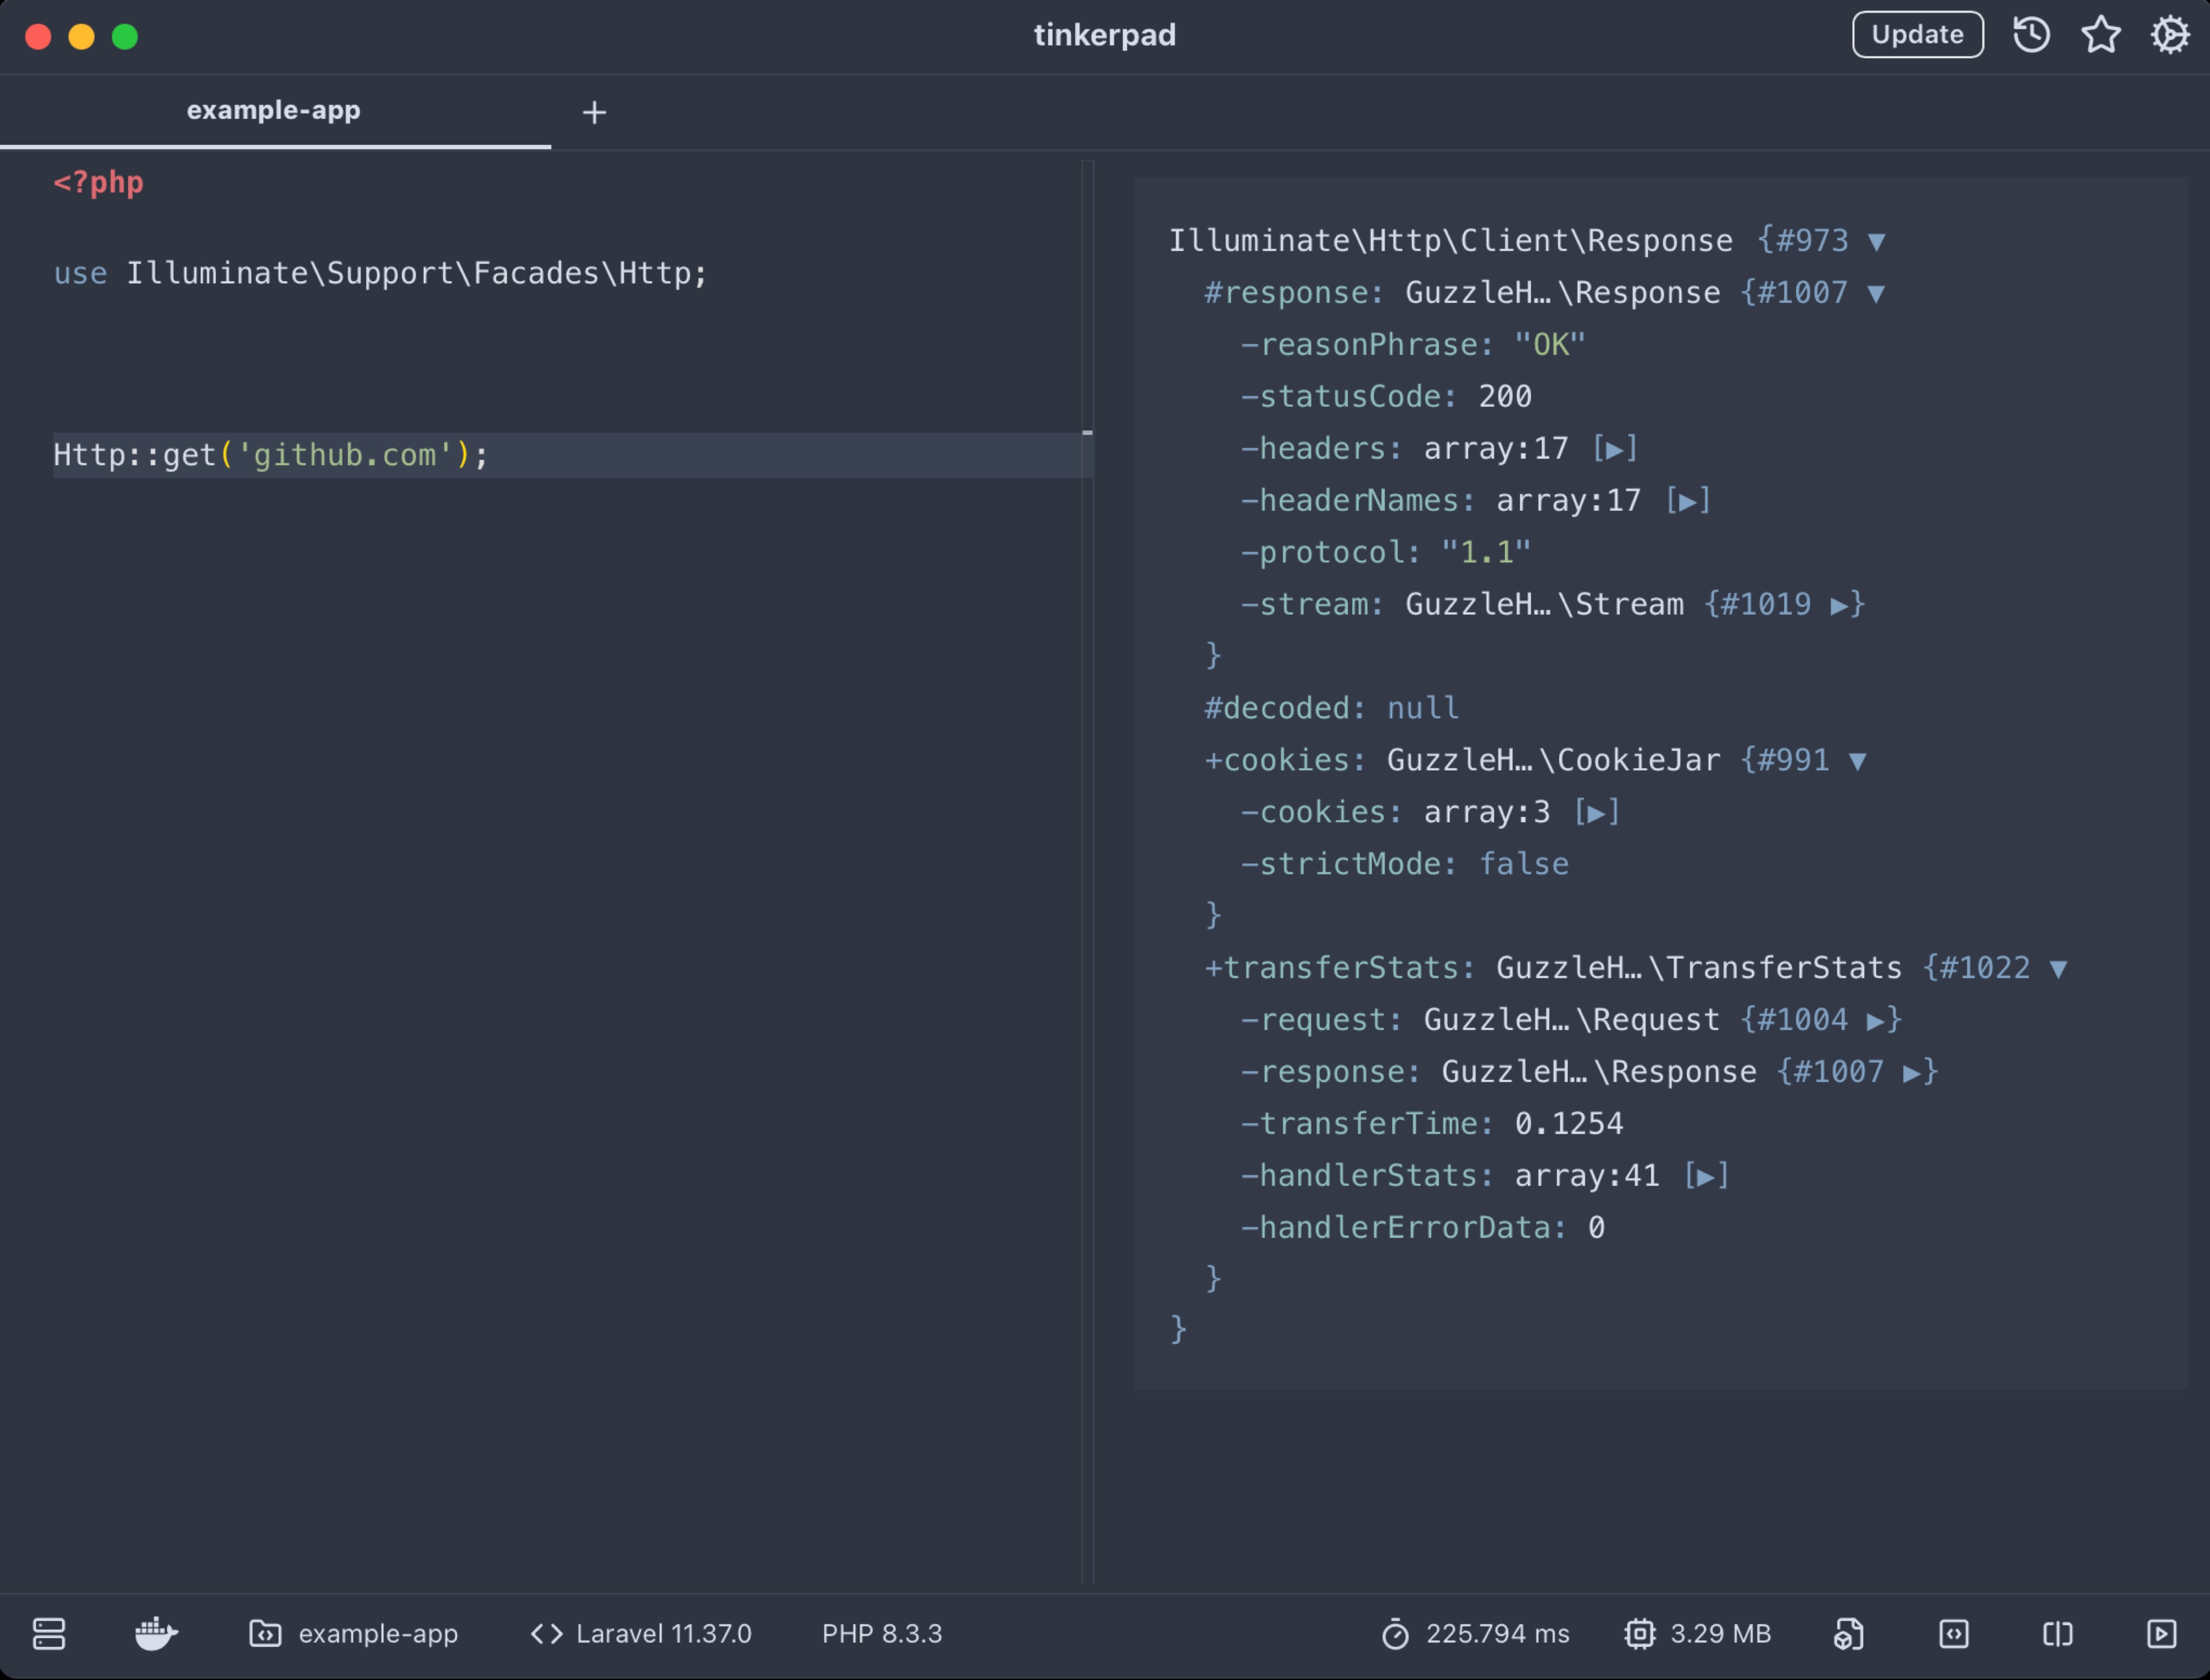 tinkerpad
Update
example-app
<?php
use Illuminate\Support\Facades\Http;
Http::get('github.com');
Illuminate\Http\Client\Response {#973 ▼
#response: GuzzleH…\Response {#1007 ▼
-reasonPhrase: "OK"
-statusCode: 200
-headers: array:17 [▶]
-headerNames: array:17 [▶]
-protocol: "1.1"
-stream: GuzzleH…\Stream {#1019 ▶}
}
#decoded: null
+cookies: GuzzleH…\CookieJar {#991 ▼
-cookies: array:3 [▶]
-strictMode: false
}
+transferStats: GuzzleH…\TransferStats {#1022 ▼
-request: GuzzleH…\Request {#1004 ▶}
-response: GuzzleH…\Response {#1007 ▶}
-transferTime: 0.1254
-handlerStats: array:41 [▶]
-handlerErrorData: 0
}
}
example-app Laravel 11.37.0 PHP 8.3.3 225.794 ms 3.29 MB